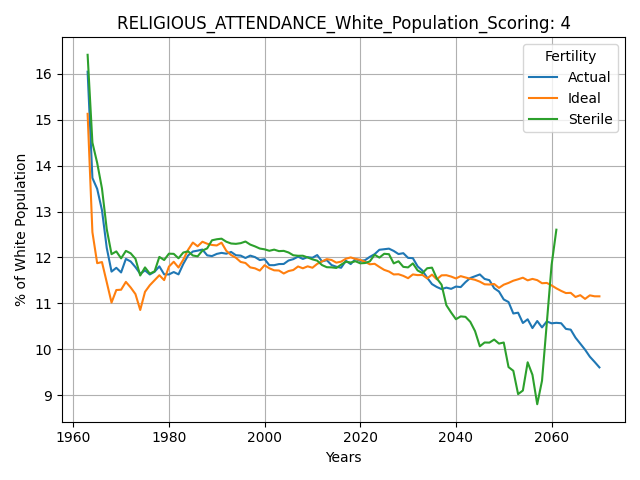 RELIGIOUS_ATTENDANCE_White_Population_Scoring: 4
Fertility
Actual
Ideal
Sterile
% of White Population
16
15
14
13
12
11
10
9
1960
1980
2000
2020
2040
2060
Years